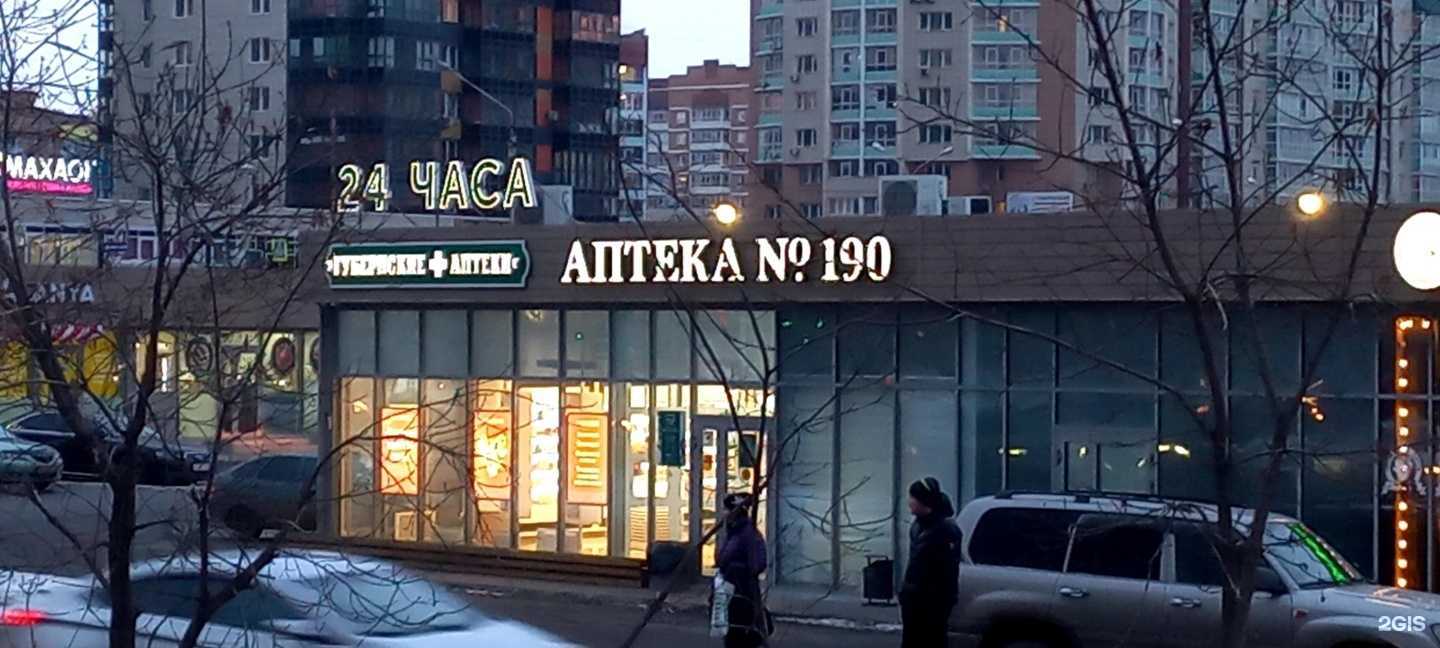 24 ЧАСА
МАХАОН
ГУБЕРНСКИЕ АПТЕКИ
АПТЕКА № 190
2GIS